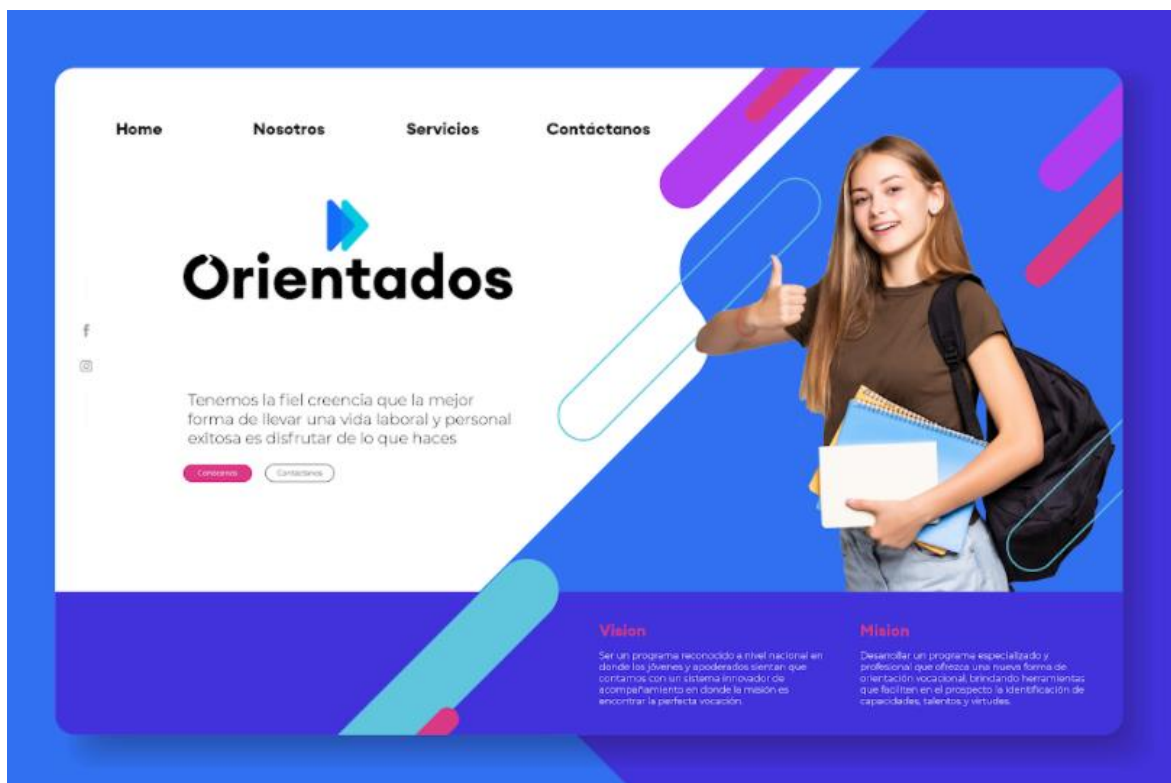 Home Nosotros Servicios Contáctanos
Orientados
Tenemos la fiel creencia que la mejor
forma de llevar una vida laboral y personal
exitosa es disfrutar de lo que haces
Conócenos Contáctanos
Vision
Ser un programa reconocido a nivel nacional en
donde los jóvenes y apoderados sientan que
contamos con un sistema innovador de
acompañamiento en donde la misión es
encontrar la perfecta vocación.
Mision
Desarrollar un programa especializado y
profesional que ofrezca una nueva forma de
orientación vocacional, brindando herramientas
que faciliten en el prospecto la identificación de
capacidades, talentos y virtudes.